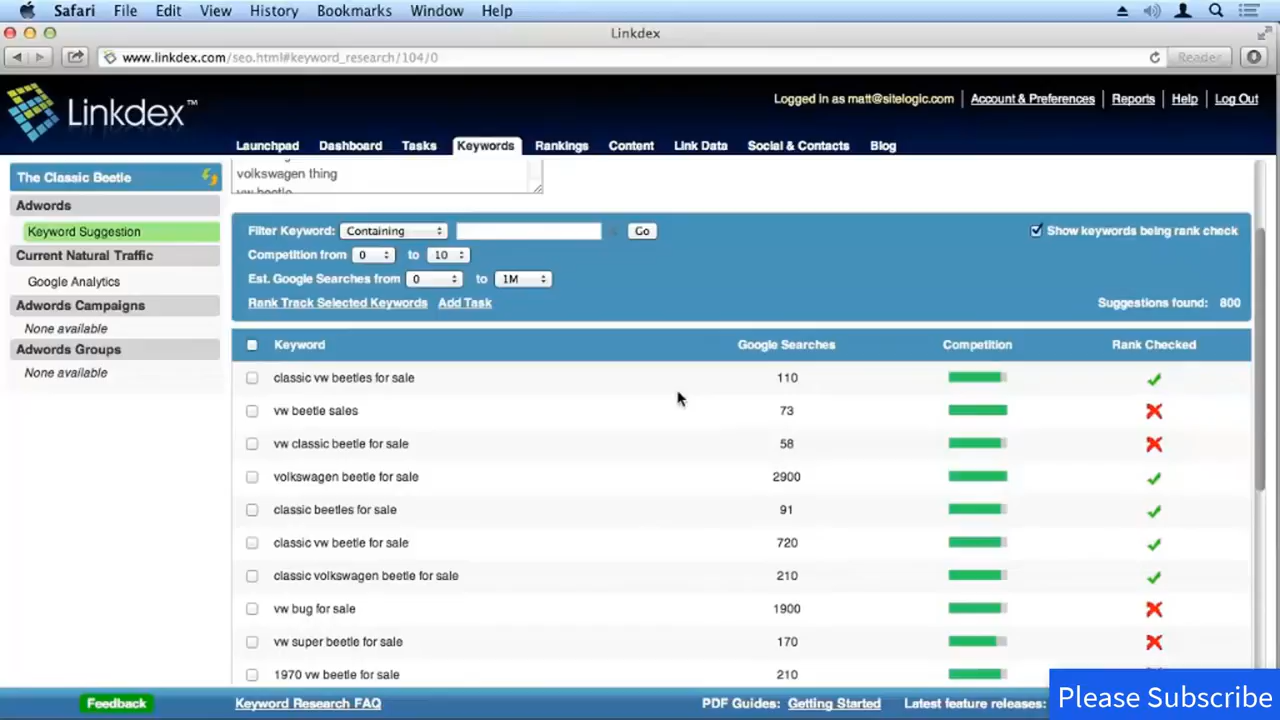 Safari File Edit View History Bookmarks Window Help
Linkdex
www.linkdex.com/seo.html#keyword_research/104/0
Reader
Linkdex™
Logged in as matt@sitelogic.com Account & Preferences Reports Help Log Out
Launchpad Dashboard Tasks Keywords Rankings Content Link Data Social & Contacts Blog
The Classic Beetle
Adwords
Keyword Suggestion
Current Natural Traffic
Google Analytics
Adwords Campaigns
None available
Adwords Groups
None available
volkswagen thing
vw beetle
Filter Keyword: Containing Go
Show keywords being rank check
Competition from 0 to 10
Est. Google Searches from 0 to 1M
Rank Track Selected Keywords Add Task
Suggestions found: 800
Keyword Google Searches Competition Rank Checked
classic vw beetles for sale 110
vw beetle sales 73
vw classic beetle for sale 58
volkswagen beetle for sale 2900
classic beetles for sale 91
classic vw beetle for sale 720
classic volkswagen beetle for sale 210
vw bug for sale 1900
vw super beetle for sale 170
1970 vw beetle for sale 210
Feedback
Keyword Research FAQ
PDF Guides: Getting Started
Latest feature releases:
Please Subscribe